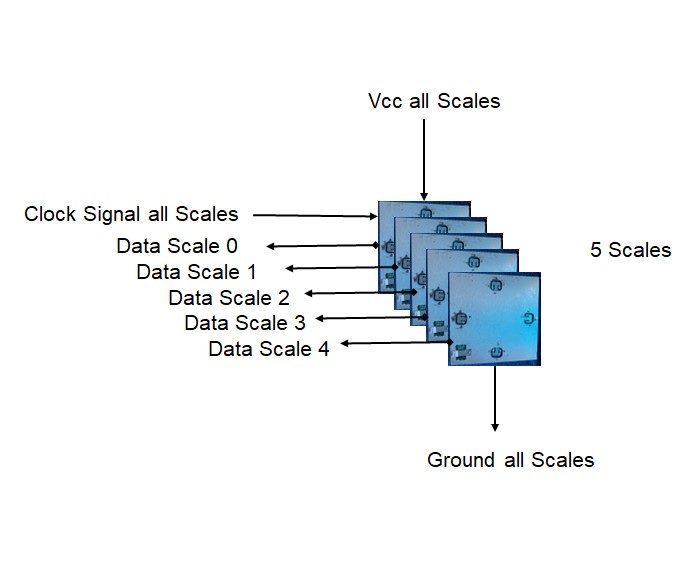 Vcc all Scales
Clock Signal all Scales
Data Scale 0
5 Scales
Data Scale 1
Data Scale 2
Data Scale 3
Data Scale 4
Ground all Scales